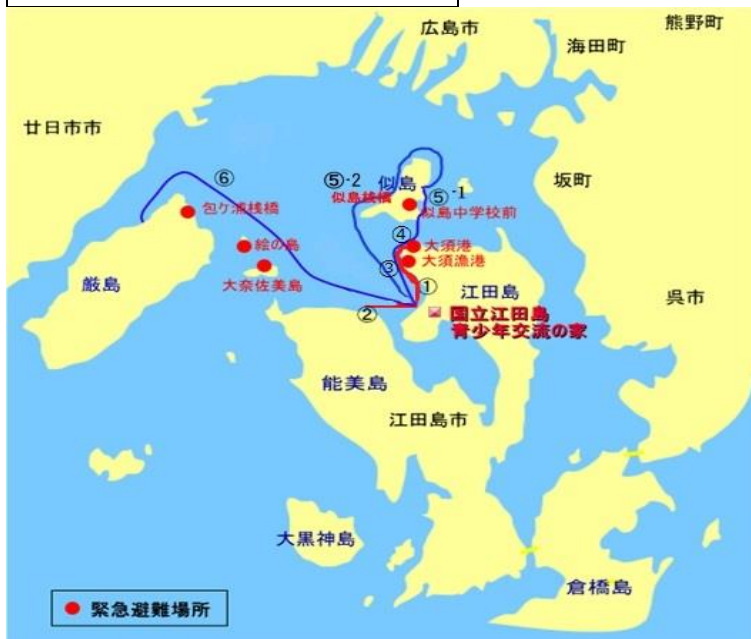 熊野町
広島市
海田町
廿日市市
⑥
⑤-2
似島
似島桟橋
⑤-1
坂町
包ケ浦桟橋
似島中学校前
④
絵の島
大須港
③
大須漁港
厳島
大奈佐美島
①
江田島
呉市
②
国立江田島
青少年交流の家
能美島
江田島市
大黒神島
倉橋島
緊急避難場所